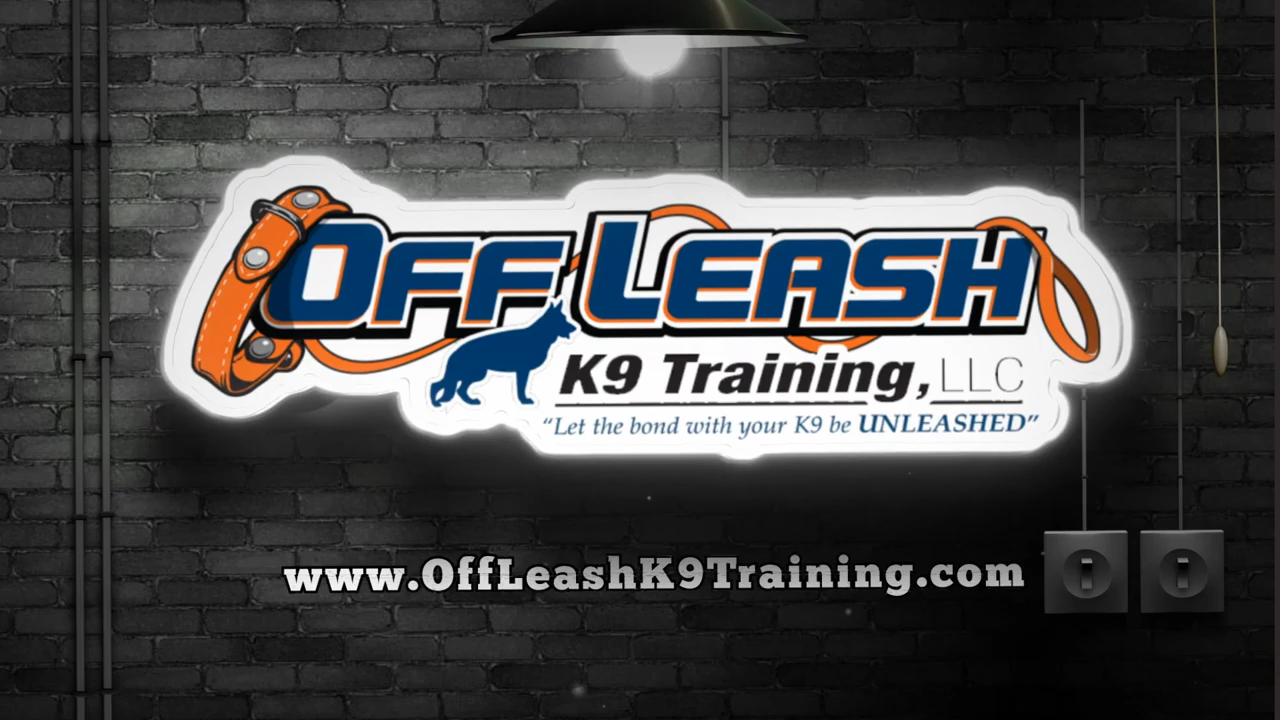 OFF LEASH
K9 Training, LLC
“Let the bond with your K9 be UNLEASHED”
www.OffLeashK9Training.com